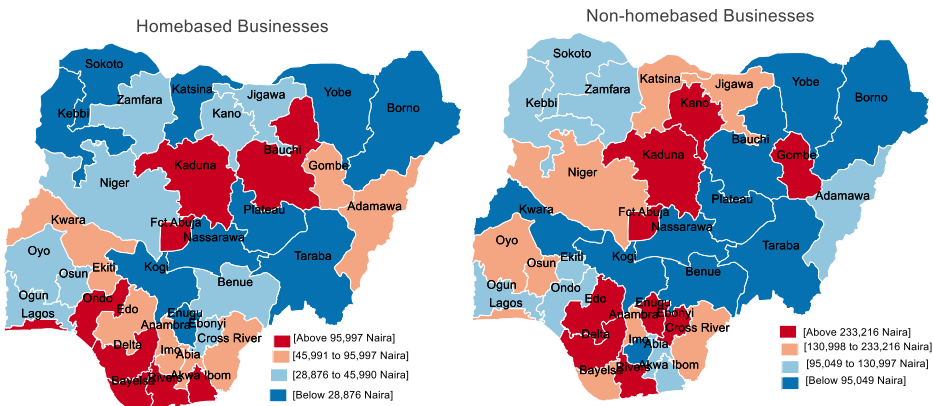 Homebased Businesses
Sokoto
Zamfara
Katsina
Jigawa
Yobe
Borno
Kebbi
Kano
Bauchi
Kaduna
Gombe
Niger
Adamawa
Plateau
Kwara
Fct Abuja
Nassarawa
Taraba
Oyo
Kogi
Benue
Osun
Ekiti
Ogun
Ondo
Lagos
Edo
Enugu
Anambra
Ebonyi
Cross River
Delta
Imo
Abia
Bayelsa
Rivers
Akwa Ibom
[Above 95,997 Naira]
[45,991 to 95,997 Naira]
[28,876 to 45,990 Naira]
[Below 28,876 Naira]
Non-homebased Businesses
Sokoto
Zamfara
Katsina
Jigawa
Yobe
Borno
Kebbi
Kano
Bauchi
Kaduna
Gombe
Niger
Adamawa
Plateau
Kwara
Fct Abuja
Nassarawa
Taraba
Oyo
Kogi
Benue
Osun
Ekiti
Ogun
Ondo
Lagos
Edo
Enugu
Anambra
Ebonyi
Cross River
Delta
Imo
Abia
Bayelsa
Rivers
Akwa Ibom
[Above 233,216 Naira]
[130,998 to 233,216 Naira]
[95,049 to 130,997 Naira]
[Below 95,049 Naira]